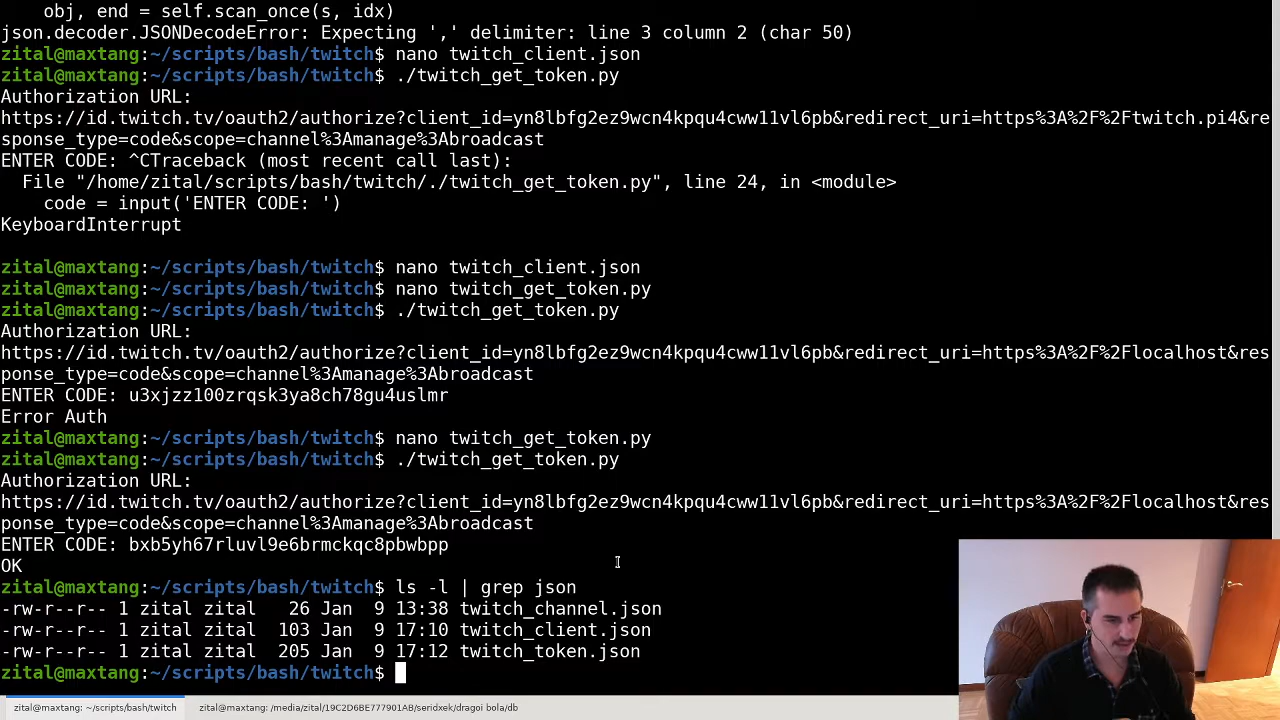 obj, end = self.scan_once(s, idx)
json.decoder.JSONDecodeError: Expecting ',' delimiter: line 3 column 2 (char 50)
zital@maxtang:~/scripts/bash/twitch$ nano twitch_client.json
zital@maxtang:~/scripts/bash/twitch$ ./twitch_get_token.py
Authorization URL:
https://id.twitch.tv/oauth2/authorize?client_id=yn8lbfg2ez9wcn4kpqu4cww11vl6pb&redirect_uri=https%3A%2F%2Ftwitch.pi4&re
sponse_type=code&scope=channel%3Amanage%3Abroadcast
ENTER CODE: ^CTraceback (most recent call last):
File "/home/zital/scripts/bash/twitch/./twitch_get_token.py", line 24, in <module>
code = input('ENTER CODE: ')
KeyboardInterrupt
zital@maxtang:~/scripts/bash/twitch$ nano twitch_client.json
zital@maxtang:~/scripts/bash/twitch$ nano twitch_get_token.py
zital@maxtang:~/scripts/bash/twitch$ ./twitch_get_token.py
Authorization URL:
https://id.twitch.tv/oauth2/authorize?client_id=yn8lbfg2ez9wcn4kpqu4cww11vl6pb&redirect_uri=https%3A%2F%2Flocalhost&res
ponse_type=code&scope=channel%3Amanage%3Abroadcast
ENTER CODE: u3xjzz100zrqsk3ya8ch78gu4uslmr
Error Auth
zital@maxtang:~/scripts/bash/twitch$ nano twitch_get_token.py
zital@maxtang:~/scripts/bash/twitch$ ./twitch_get_token.py
Authorization URL:
https://id.twitch.tv/oauth2/authorize?client_id=yn8lbfg2ez9wcn4kpqu4cww11vl6pb&redirect_uri=https%3A%2F%2Flocalhost&res
ponse_type=code&scope=channel%3Amanage%3Abroadcast
ENTER CODE: bxb5yh67rluvl9e6brmckqc8pbwbpp
OK
zital@maxtang:~/scripts/bash/twitch$ ls -l | grep json
-rw-r--r-- 1 zital zital   26 Jan  9 13:38 twitch_channel.json
-rw-r--r-- 1 zital zital  103 Jan  9 17:10 twitch_client.json
-rw-r--r-- 1 zital zital  205 Jan  9 17:12 twitch_token.json
zital@maxtang:~/scripts/bash/twitch$
zital@maxtang: ~/scripts/bash/twitch
zital@maxtang: /media/zital/19C2D6BE777901AB/seridxek/dragoi bola/db